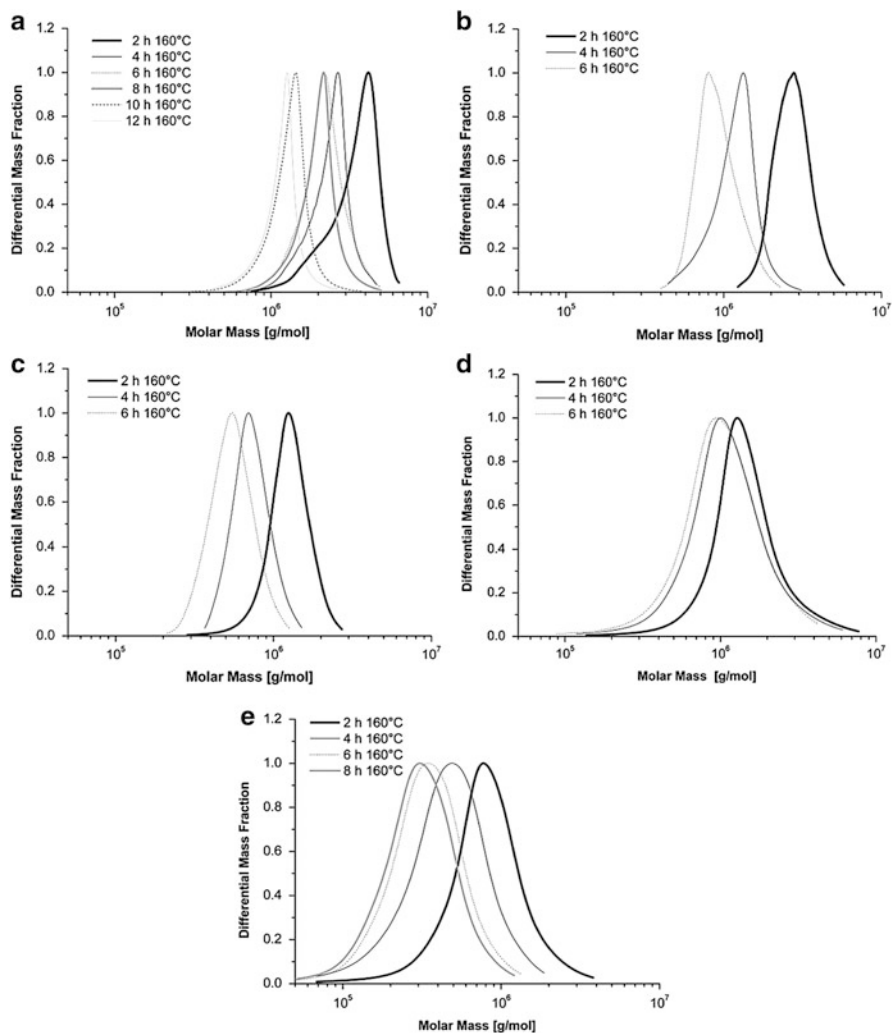 a
2 h 160°C
4 h 160°C
6 h 160°C
8 h 160°C
10 h 160°C
12 h 160°C
Differential Mass Fraction
1.2
1.0
0.8
0.6
0.4
0.2
0.0
10⁵ 10⁶ 10⁷
Molar Mass [g/mol]
b
2 h 160°C
4 h 160°C
6 h 160°C
Differential Mass Fraction
1.2
1.0
0.8
0.6
0.4
0.2
0.0
10⁵ 10⁶ 10⁷
Molar Mass [g/mol]
c
2 h 160°C
4 h 160°C
6 h 160°C
Differential Mass Fraction
1.2
1.0
0.8
0.6
0.4
0.2
0.0
10⁵ 10⁶ 10⁷
Molar Mass [g/mol]
d
2 h 160°C
4 h 160°C
6 h 160°C
Differential Mass Fraction
1.2
1.0
0.8
0.6
0.4
0.2
0.0
10⁵ 10⁶ 10⁷
Molar Mass [g/mol]
e
2 h 160°C
4 h 160°C
6 h 160°C
8 h 160°C
Differential Mass Fraction
1.2
1.0
0.8
0.6
0.4
0.2
0.0
10⁵ 10⁶ 10⁷
Molar Mass [g/mol]